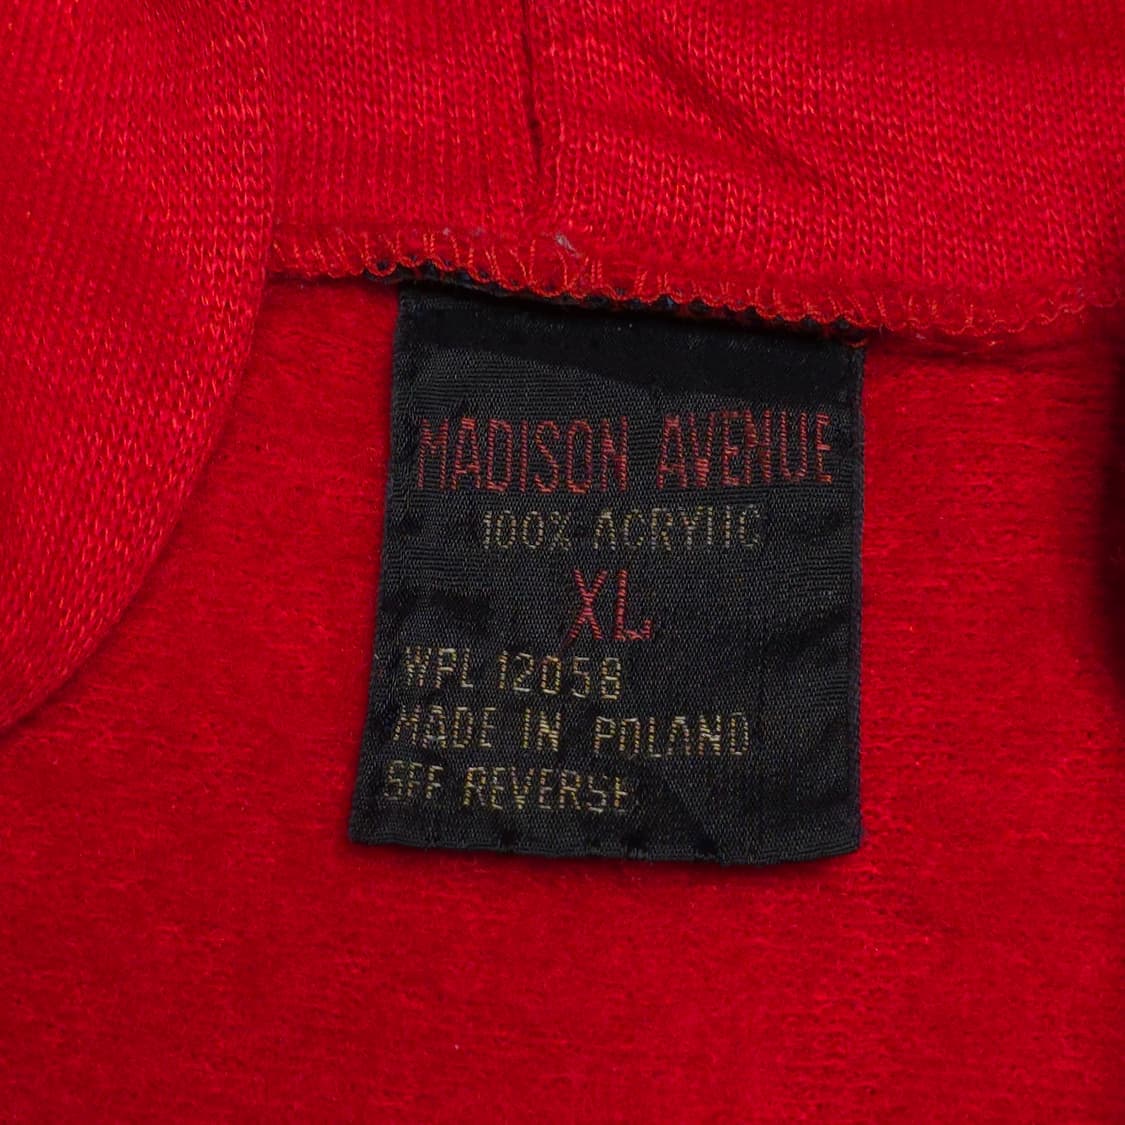 MADISON AVENUE
100% ACRYLIC
XL
WPL 12058
MADE IN POLAND
SEE REVERSE